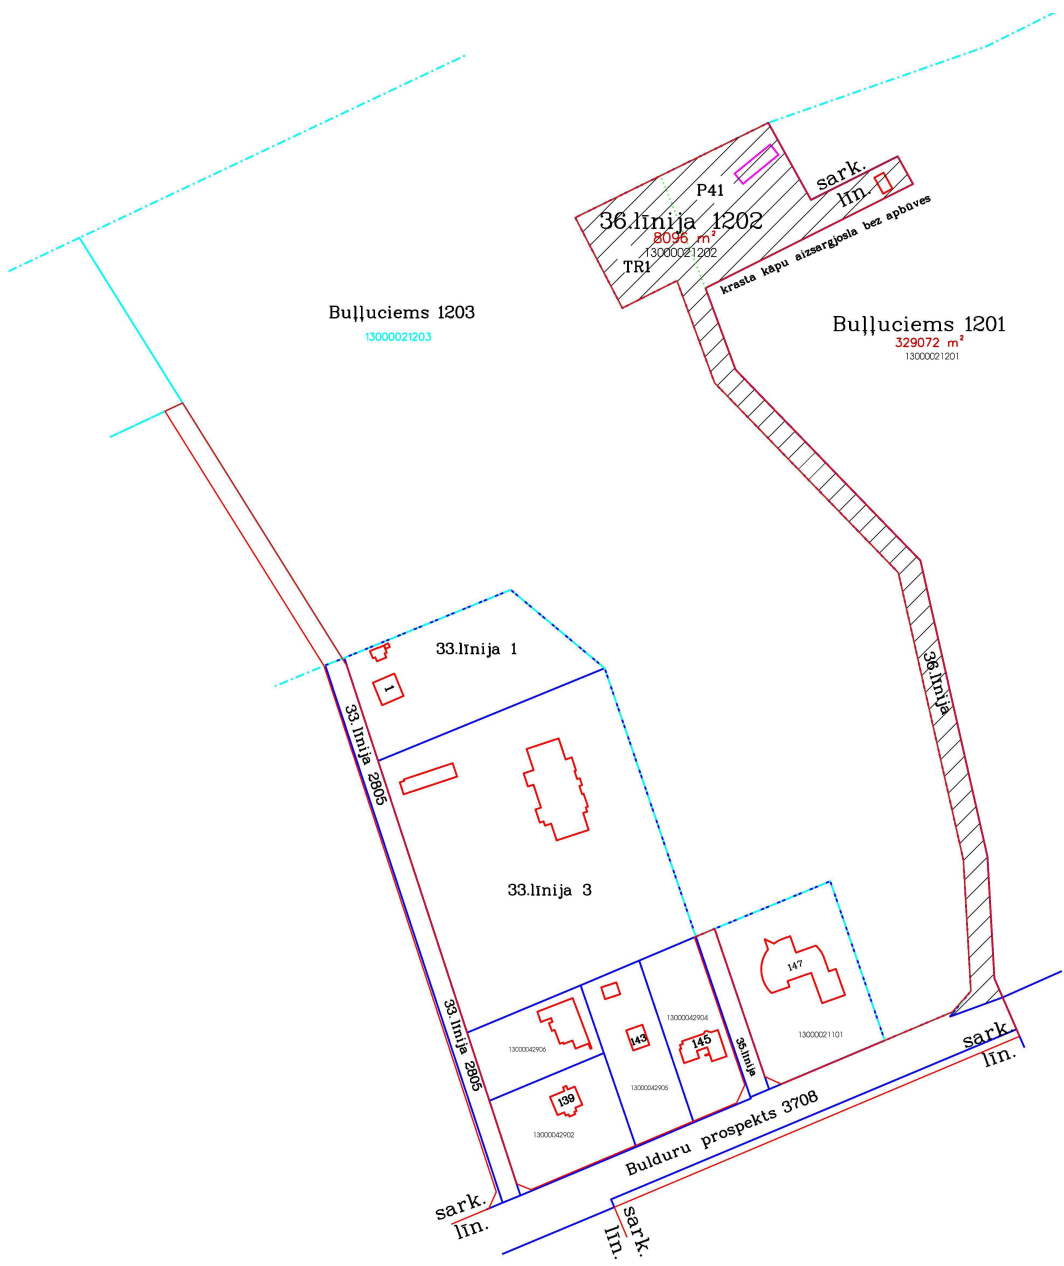 sark.
līn.
P41
36.līnija 1202
8096 m²
13000021202
TR1
krasta kāpu aizsargjosla bez apbūves
Buļļuciems 1203
13000021203
Buļļuciems 1201
329072 m²
13000021201
36.līnija
33.līnija 1
1
33.līnija 2805
33.līnija 3
147
13000021101
33.līnija 2805
13000042904
145
143
35.līnija
13000042906
13000042905
139
13000042902
Bulduru prospekts 3708
sark.
līn.
sark.
līn.
sark.
līn.